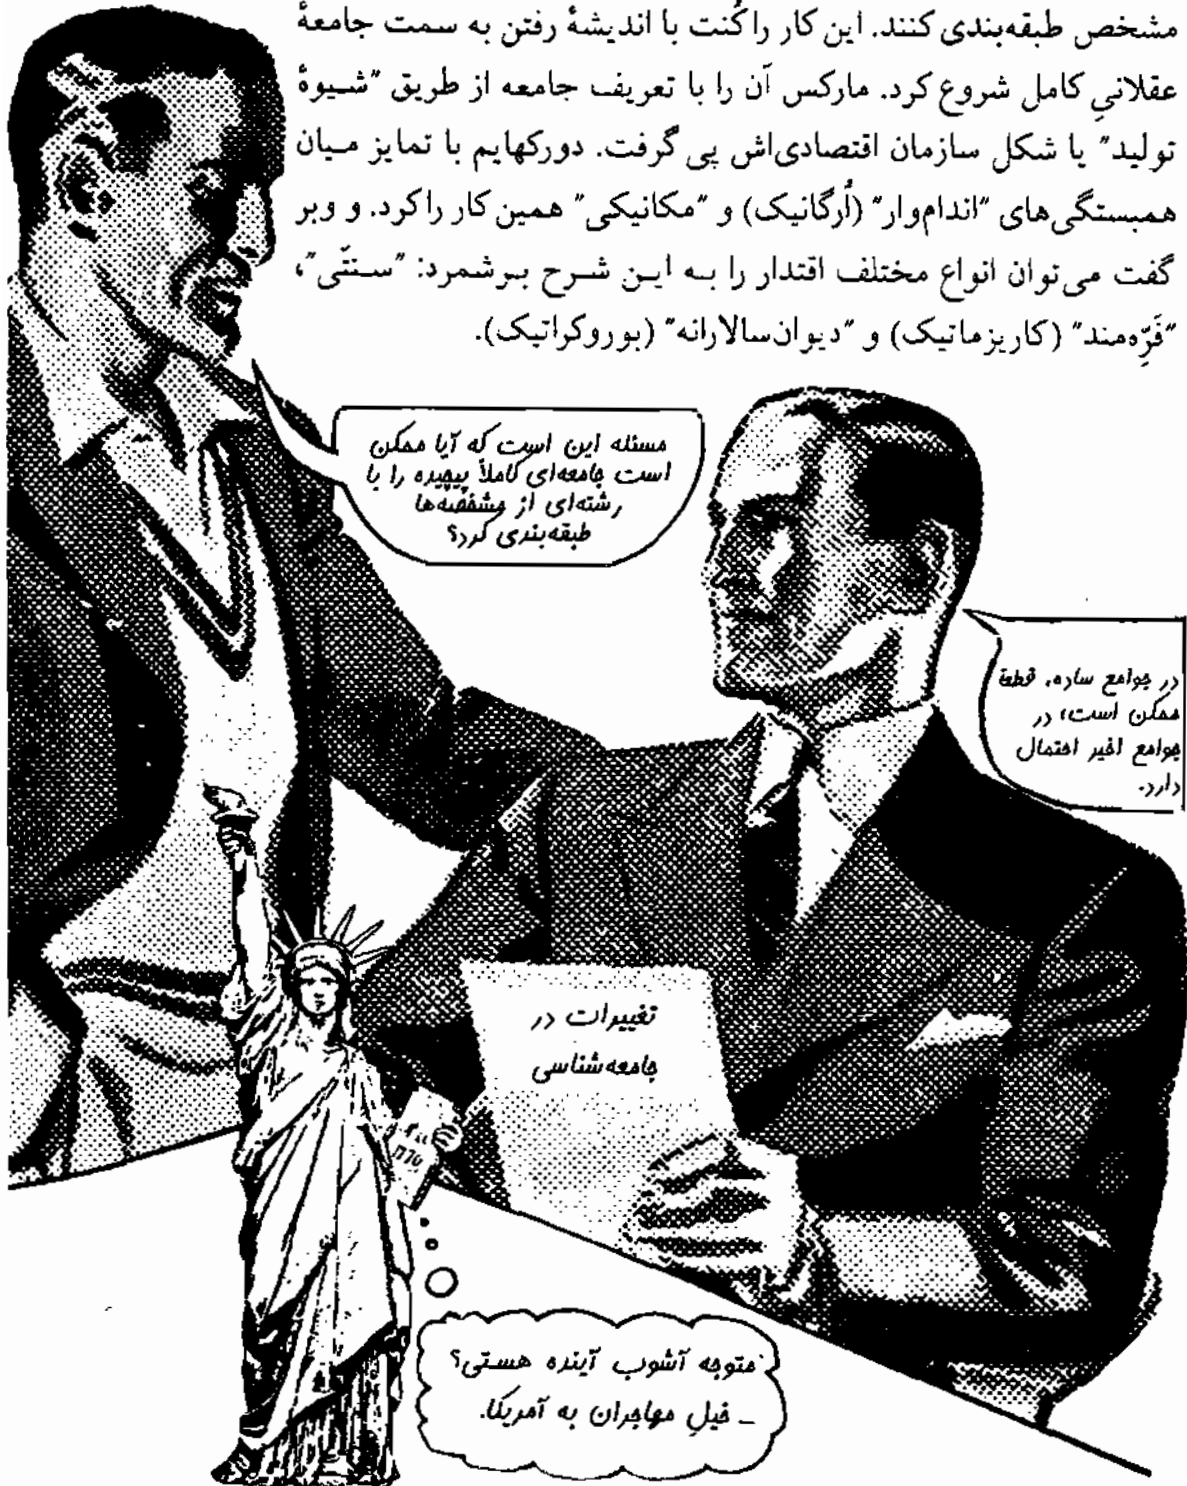 مشخص طبقه‌بندی کنند. این کار را کُنت با اندیشهٔ رفتن به سمت جامعهٔ
عقلانیِ کامل شروع کرد. مارکس آن را با تعریف جامعه از طریق "شیوهٔ
تولید" یا شکل سازمان اقتصادی‌اش پی گرفت. دورکهایم با تمایز میان
همبستگی‌های "اندام‌وار" (اُرگانیک) و "مکانیکی" همین کار را کرد. و وبر
گفت می‌توان انواع مختلف اقتدار را به این شرح برشمرد: "سنتّی"،
"فَرِّه‌مند" (کاریزماتیک) و "دیوان‌سالارانه" (بوروکراتیک).
مسئله این است که آیا ممکن
است جامعه‌ای کاملاً پیچیده را با
رشته‌ای از مشخصه‌ها
طبقه‌بندی کرد؟
در جوامع ساده، قطعاً
ممکن است؛ در
جوامع اخیر احتمال
دارد.
تغییرات در
جامعه‌شناسی
متوجه آشوب آینده هستی؟
ـ خیلِ مهاجران به آمریکا.